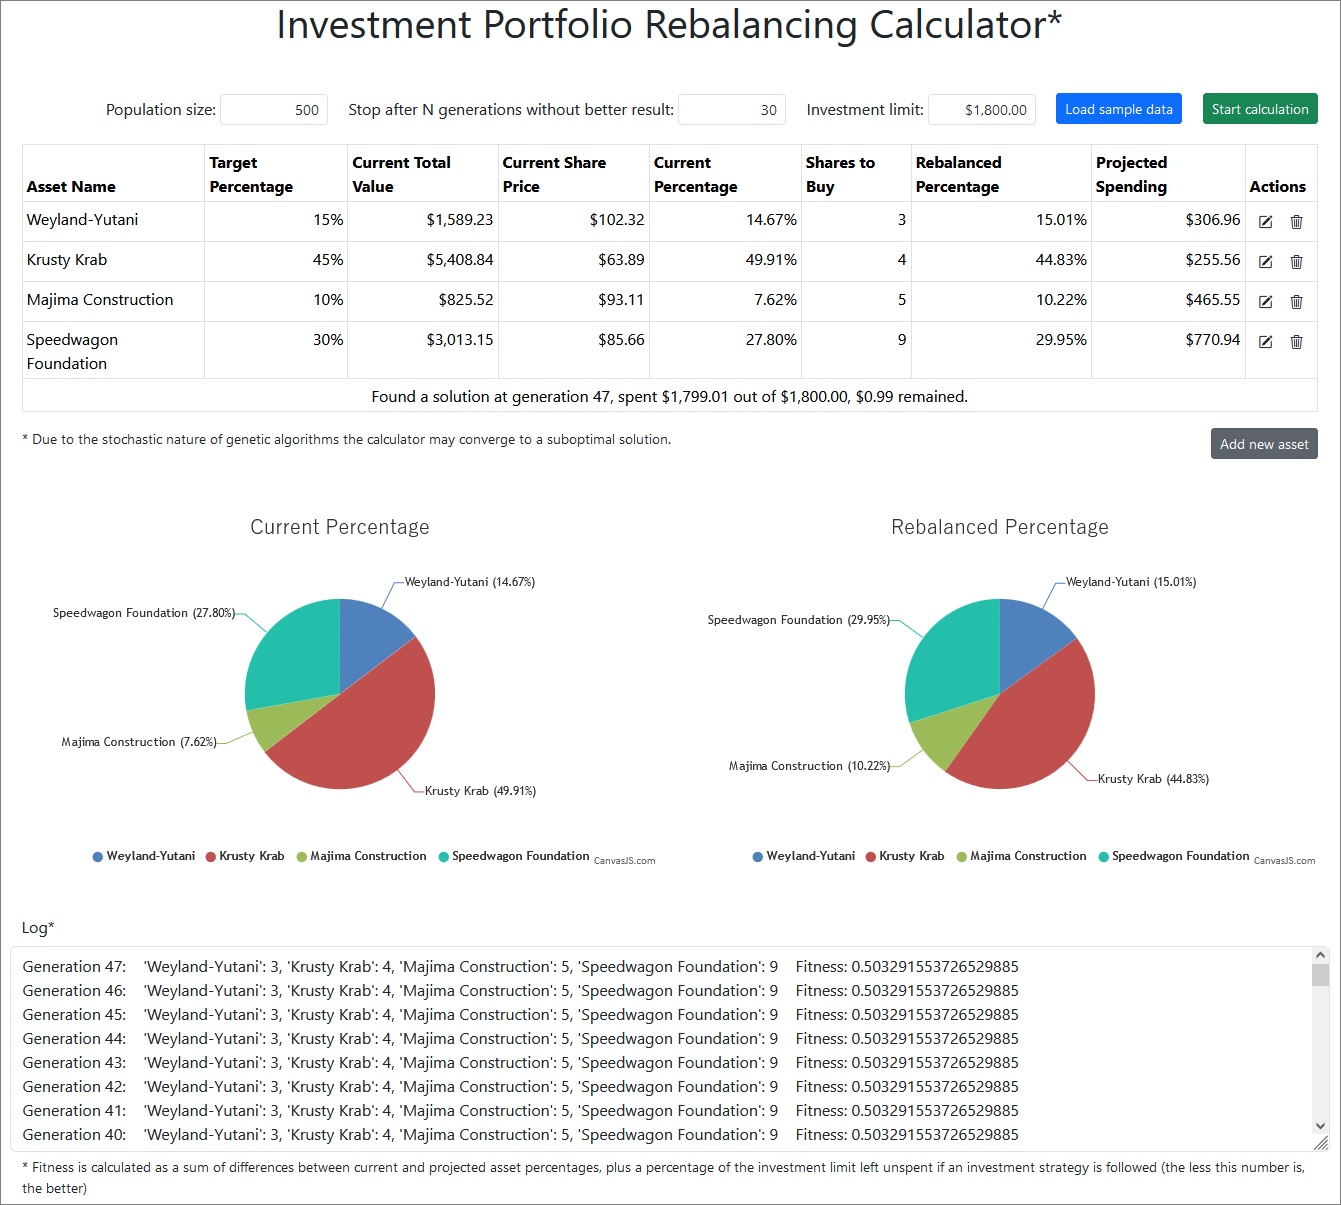 Investment Portfolio Rebalancing Calculator*
Population size: 500 Stop after N generations without better result: 30 Investment limit: $1,800.00 Load sample data Start calculation
Asset Name Target Percentage Current Total Value Current Share Price Current Percentage Shares to Buy Rebalanced Percentage Projected Spending Actions
Weyland-Yutani 15% $1,589.23 $102.32 14.67% 3 15.01% $306.96
Krusty Krab 45% $5,408.84 $63.89 49.91% 4 44.83% $255.56
Majima Construction 10% $825.52 $93.11 7.62% 5 10.22% $465.55
Speedwagon Foundation 30% $3,013.15 $85.66 27.80% 9 29.95% $770.94
Found a solution at generation 47, spent $1,799.01 out of $1,800.00, $0.99 remained.
* Due to the stochastic nature of genetic algorithms the calculator may converge to a suboptimal solution.
Add new asset
Current Percentage
Weyland-Yutani (14.67%)
Speedwagon Foundation (27.80%)
Majima Construction (7.62%)
Krusty Krab (49.91%)
Weyland-Yutani Krusty Krab Majima Construction Speedwagon Foundation CanvasJS.com
Rebalanced Percentage
Weyland-Yutani (15.01%)
Speedwagon Foundation (29.95%)
Majima Construction (10.22%)
Krusty Krab (44.83%)
Weyland-Yutani Krusty Krab Majima Construction Speedwagon Foundation CanvasJS.com
Log*
Generation 47: 'Weyland-Yutani': 3, 'Krusty Krab': 4, 'Majima Construction': 5, 'Speedwagon Foundation': 9 Fitness: 0.503291553726529885
Generation 46: 'Weyland-Yutani': 3, 'Krusty Krab': 4, 'Majima Construction': 5, 'Speedwagon Foundation': 9 Fitness: 0.503291553726529885
Generation 45: 'Weyland-Yutani': 3, 'Krusty Krab': 4, 'Majima Construction': 5, 'Speedwagon Foundation': 9 Fitness: 0.503291553726529885
Generation 44: 'Weyland-Yutani': 3, 'Krusty Krab': 4, 'Majima Construction': 5, 'Speedwagon Foundation': 9 Fitness: 0.503291553726529885
Generation 43: 'Weyland-Yutani': 3, 'Krusty Krab': 4, 'Majima Construction': 5, 'Speedwagon Foundation': 9 Fitness: 0.503291553726529885
Generation 42: 'Weyland-Yutani': 3, 'Krusty Krab': 4, 'Majima Construction': 5, 'Speedwagon Foundation': 9 Fitness: 0.503291553726529885
Generation 41: 'Weyland-Yutani': 3, 'Krusty Krab': 4, 'Majima Construction': 5, 'Speedwagon Foundation': 9 Fitness: 0.503291553726529885
Generation 40: 'Weyland-Yutani': 3, 'Krusty Krab': 4, 'Majima Construction': 5, 'Speedwagon Foundation': 9 Fitness: 0.503291553726529885
* Fitness is calculated as a sum of differences between current and projected asset percentages, plus a percentage of the investment limit left unspent if an investment strategy is followed (the less this number is,
the better)